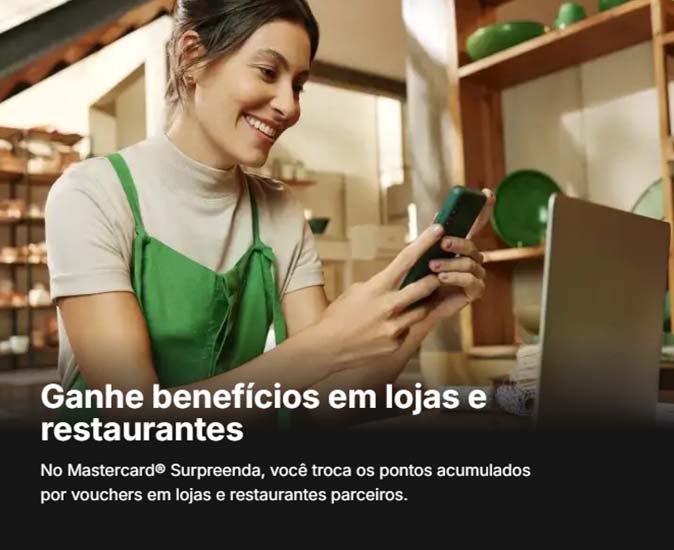 Ganhe benefícios em lojas e
restaurantes
No Mastercard® Surpreenda, você troca os pontos acumulados
por vouchers em lojas e restaurantes parceiros.